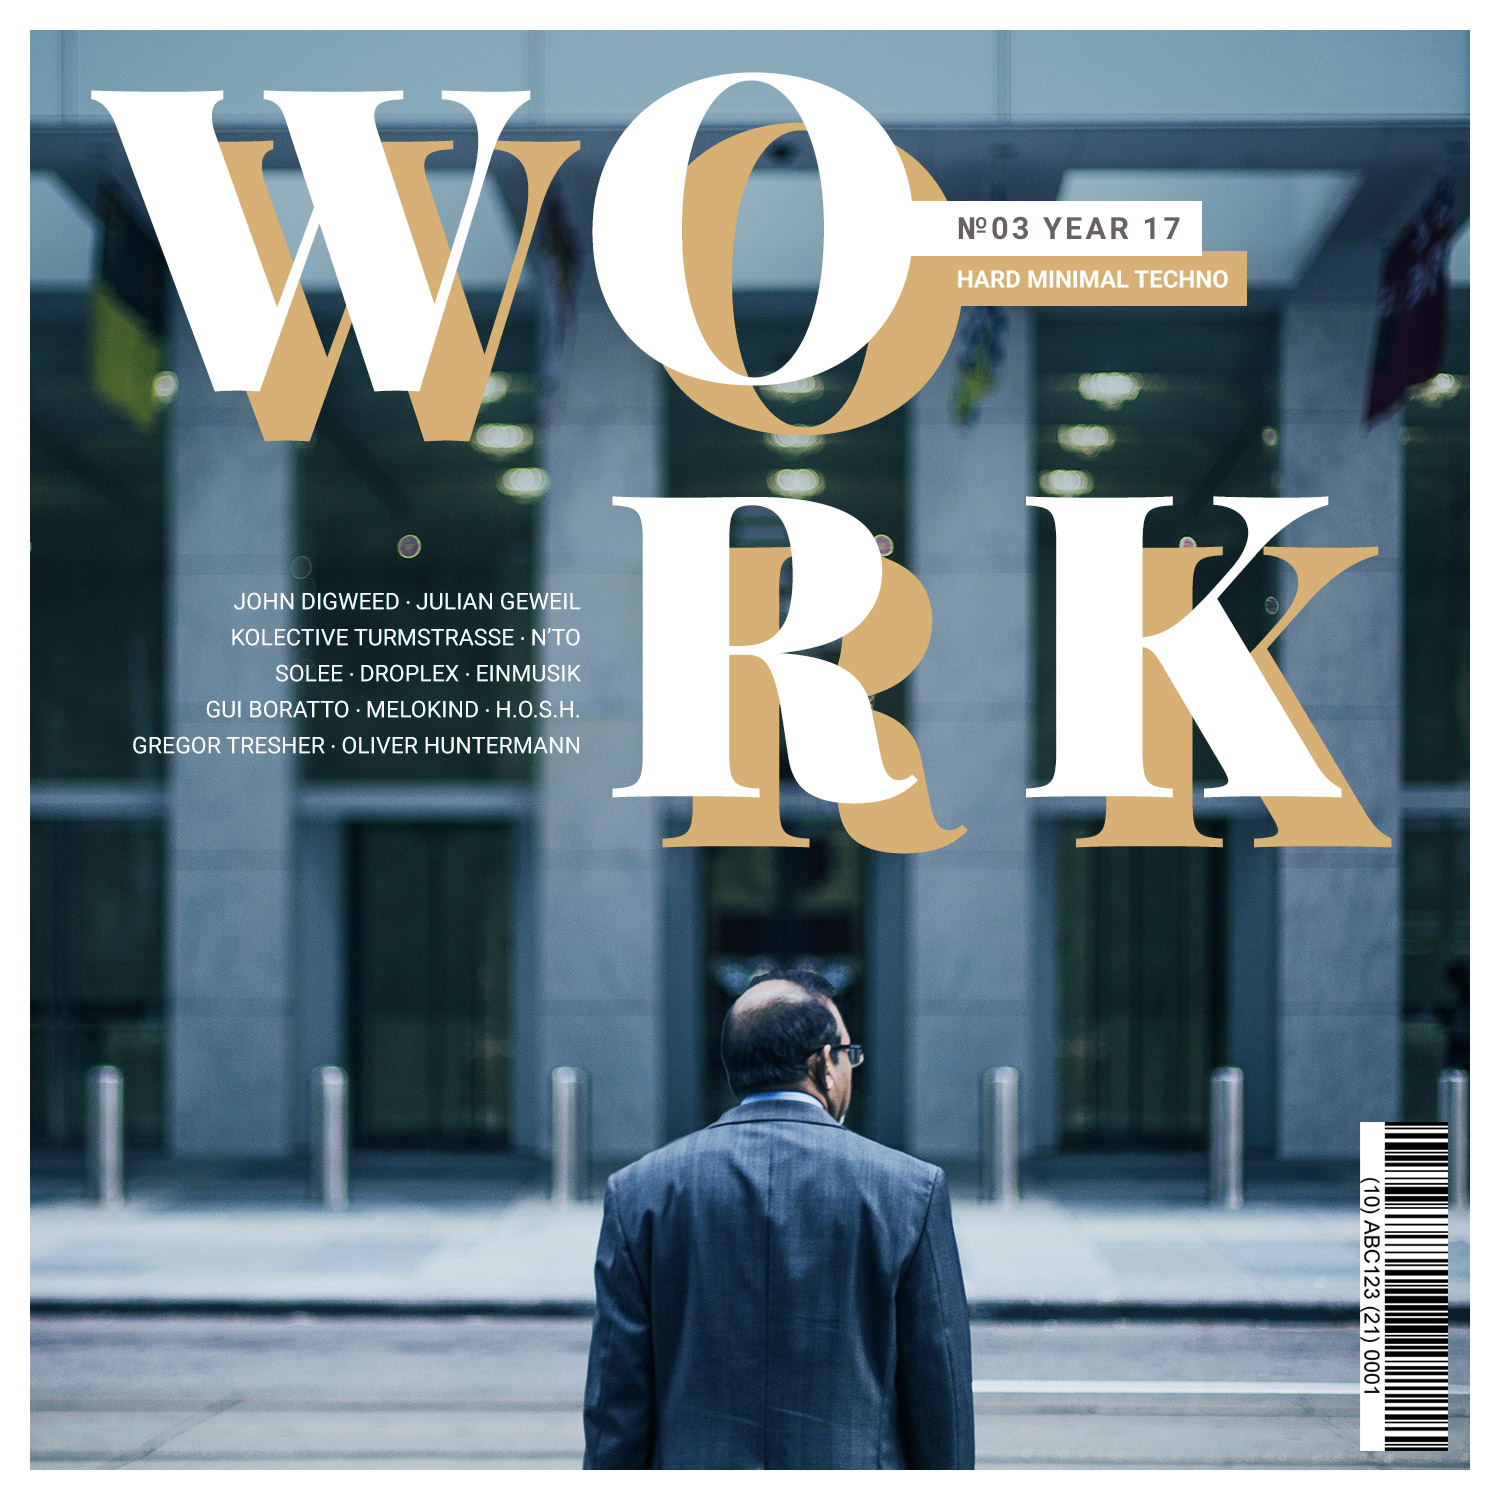 WO
№03 YEAR 17
HARD MINIMAL TECHNO
RK
JOHN DIGWEED · JULIAN GEWEIL
KOLECTIVE TURMSTRASSE · N'TO
SOLEE · DROPLEX · EINMUSIK
GUI BORATTO · MELOKIND · H.O.S.H.
GREGOR TRESHER · OLIVER HUNTERMANN
(10) ABC123 (21) 0001